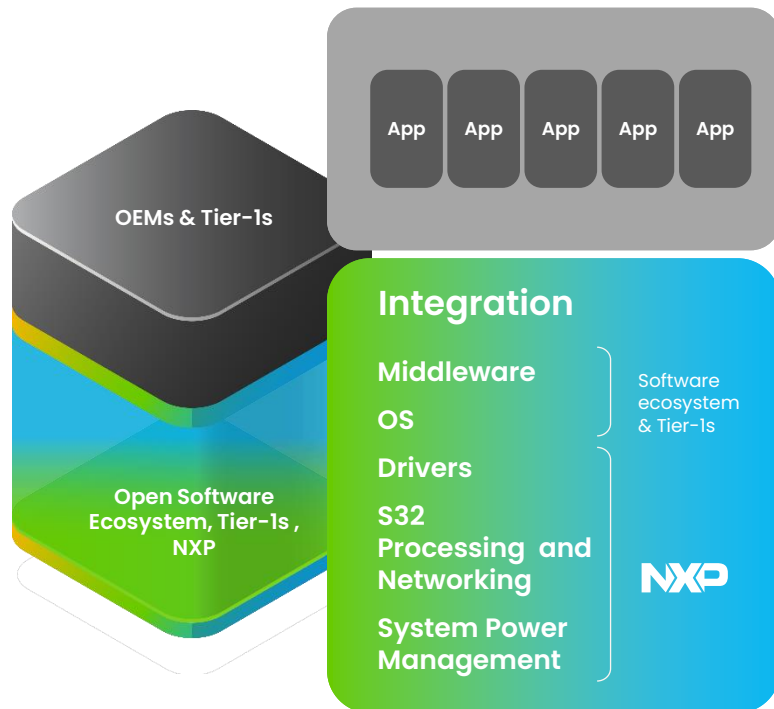 App App App App App
OEMs & Tier-1s
Integration
Middleware
OS
Software
ecosystem
& Tier-1s
Drivers
S32
Processing and
Networking
System Power
Management
NXP
Open Software
Ecosystem, Tier-1s ,
NXP